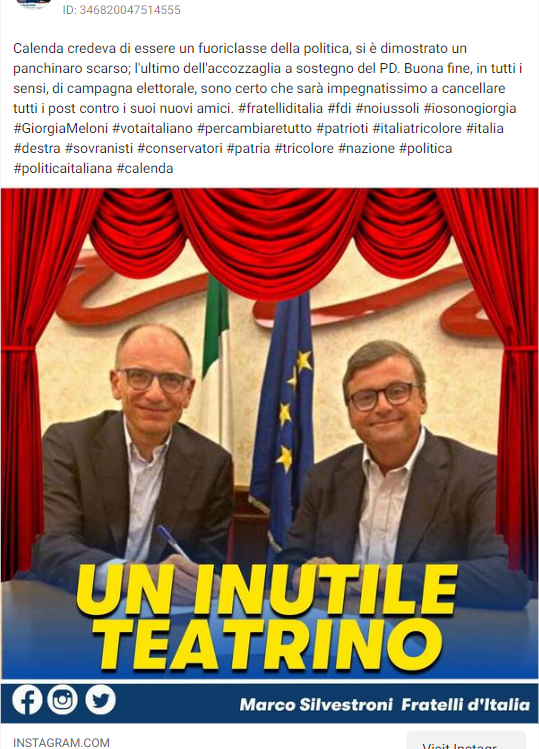 ID: 346820047514555
Calenda credeva di essere un fuoriclasse della politica, si è dimostrato un
panchinaro scarso; l'ultimo dell'accozzaglia a sostegno del PD. Buona fine, in tutti i
sensi, di campagna elettorale, sono certo che sarà impegnatissimo a cancellare
tutti i post contro i suoi nuovi amici. #fratelliditalia #fdi #noiussoli #iosonogiorgia
#GiorgiaMeloni #votaitaliano #percambiaretutto #patrioti #italiatricolore #italia
#destra #sovranisti #conservatori #patria #tricolore #nazione #politica
#politicaitaliana #calenda
UN INUTILE
TEATRINO
Marco Silvestroni Fratelli d'Italia
INSTAGRAM.COM
Visit Instagr